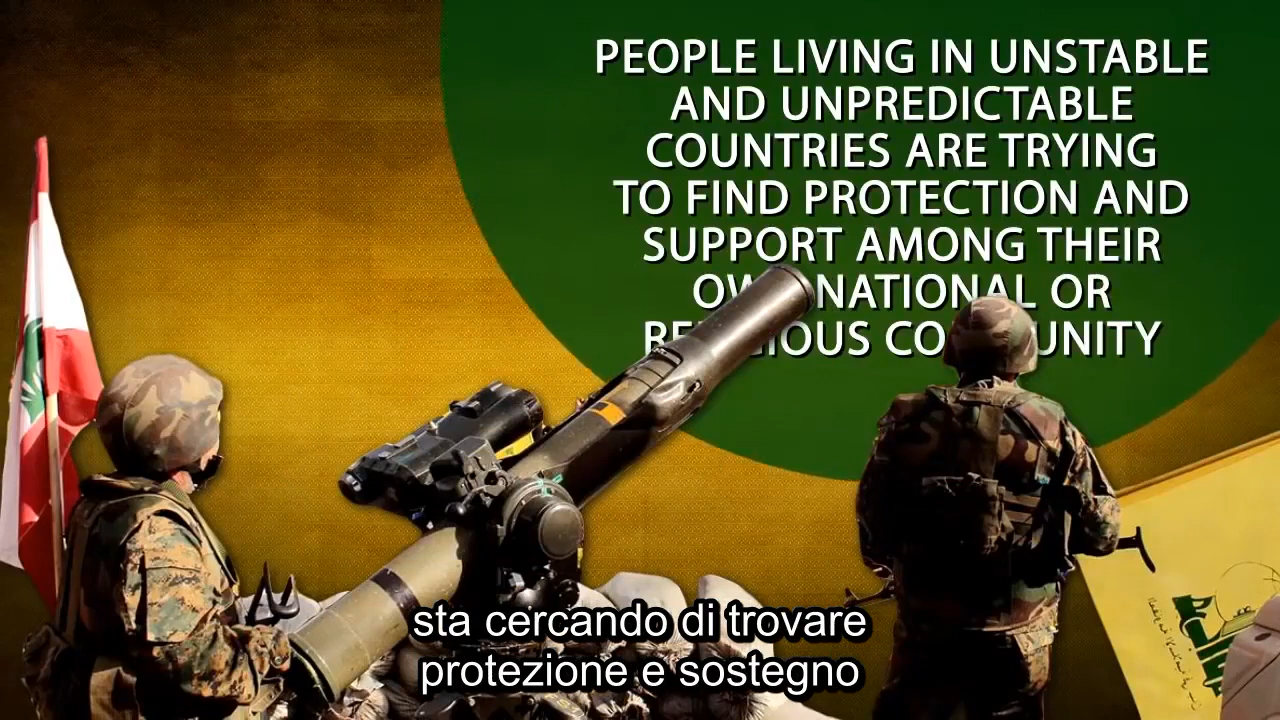 PEOPLE LIVING IN UNSTABLE
AND UNPREDICTABLE
COUNTRIES ARE TRYING
TO FIND PROTECTION AND
SUPPORT AMONG THEIR
NATIONAL OR
sta cercando di trovare
protezione e sostegno